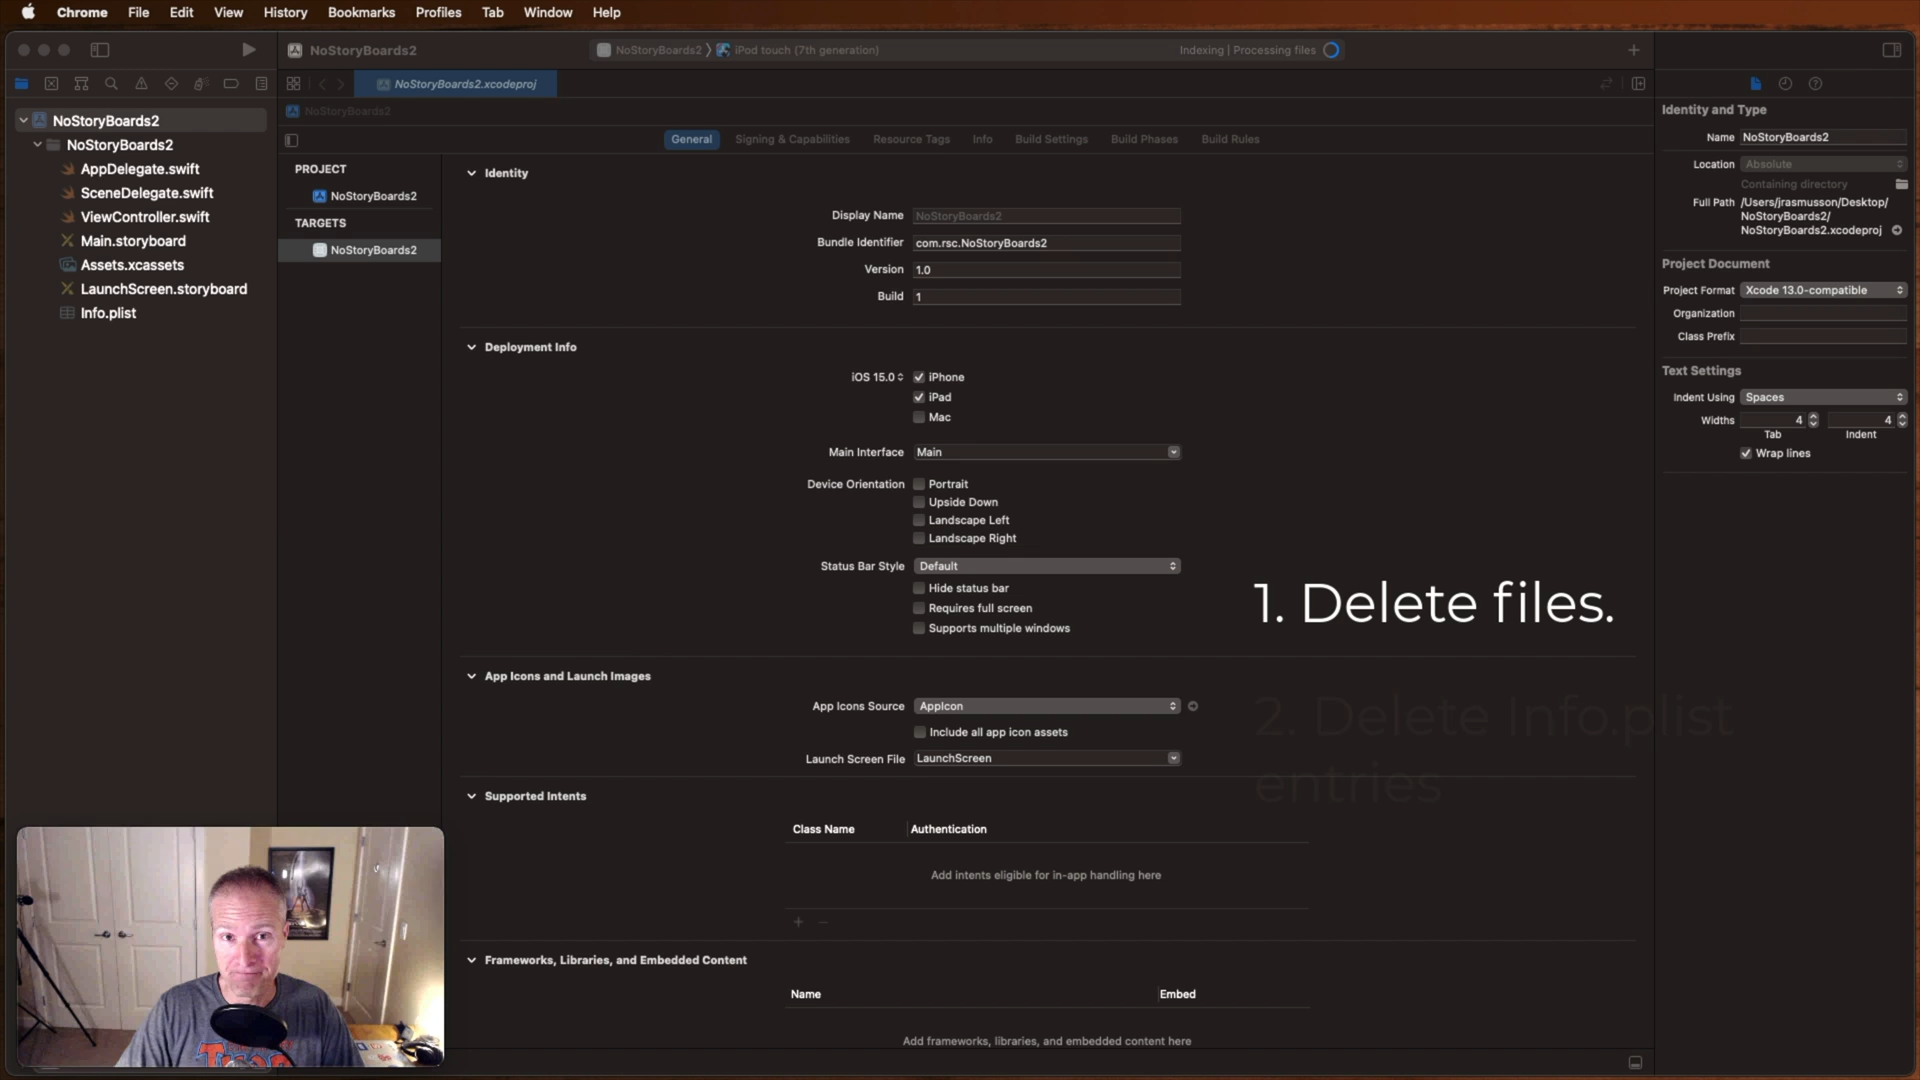 Chrome File Edit View History Bookmarks Profiles Tab Window Help
NoStoryBoards2
NoStoryBoards2 iPod touch (7th generation)
Indexing | Processing files
NoStoryBoards2.xcodeproj
NoStoryBoards2
NoStoryBoards2
NoStoryBoards2
AppDelegate.swift
SceneDelegate.swift
ViewController.swift
Main.storyboard
Assets.xcassets
LaunchScreen.storyboard
Info.plist
General Signing & Capabilities Resource Tags Info Build Settings Build Phases Build Rules
PROJECT
NoStoryBoards2
TARGETS
NoStoryBoards2
Identity
Display Name NoStoryBoards2
Bundle Identifier com.rsc.NoStoryBoards2
Version 1.0
Build 1
Deployment Info
iOS 15.0 iPhone
iPad
Mac
Main Interface Main
Device Orientation Portrait
Upside Down
Landscape Left
Landscape Right
Status Bar Style Default
Hide status bar
Requires full screen
Supports multiple windows
App Icons and Launch Images
App Icons Source AppIcon
Include all app icon assets
Launch Screen File LaunchScreen
Supported Intents
Class Name Authentication
Add intents eligible for in-app handling here
Frameworks, Libraries, and Embedded Content
Name Embed
Add frameworks, libraries, and embedded content here
1. Delete files.
2. Delete Info.plist
entries
Identity and Type
Name NoStoryBoards2
Location Absolute
Containing directory
Full Path /Users/jrasmusson/Desktop/
NoStoryBoards2/
NoStoryBoards2.xcodeproj
Project Document
Project Format Xcode 13.0-compatible
Organization
Class Prefix
Text Settings
Indent Using Spaces
Widths 4 4
Tab Indent
Wrap lines